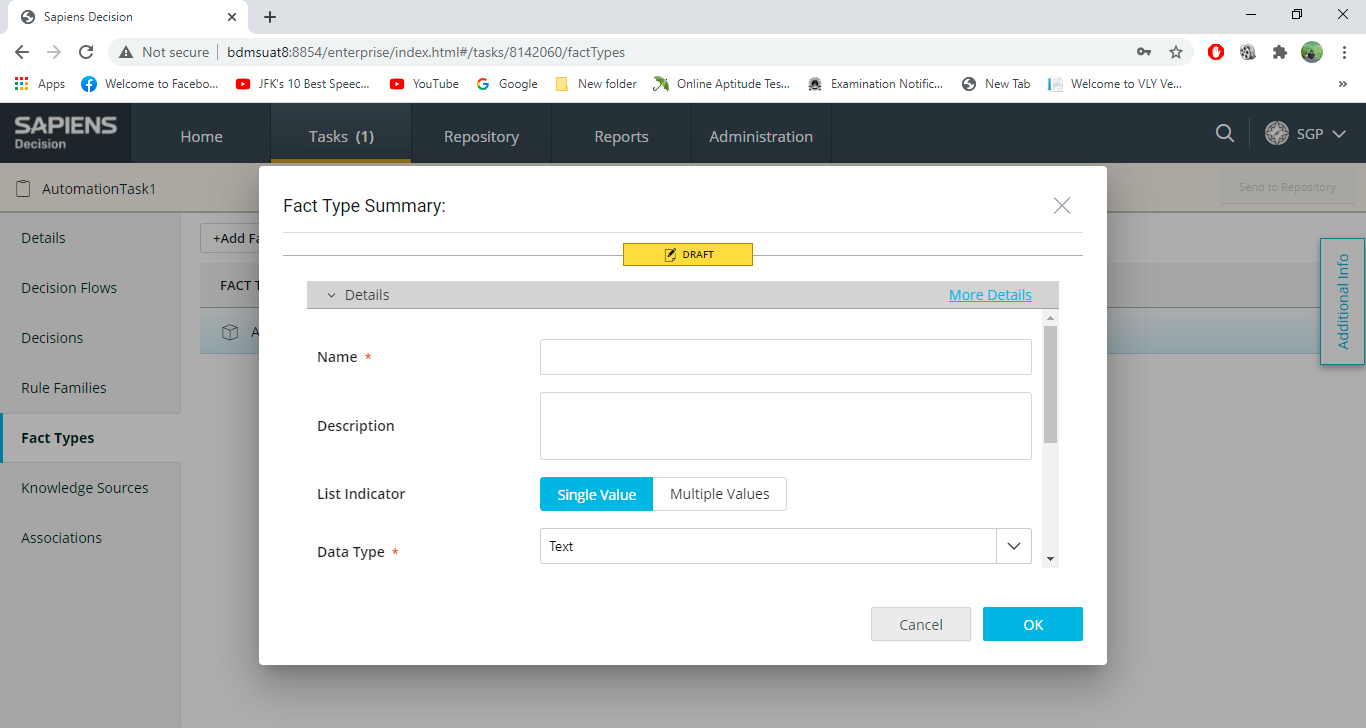 Sapiens Decision
Not secure
bdmsuat8:8854/enterprise/index.html#/tasks/8142060/factTypes
Apps
Welcome to Facebo...
JFK's 10 Best Speec...
YouTube
Google
New folder
Online Aptitude Tes...
Examination Notific...
New Tab
Welcome to VLY Ve...
»
SAPIENS
Decision
Home
Tasks (1)
Repository
Reports
Administration
SGP
AutomationTask1
Send to Repository
Details
Decision Flows
Decisions
Rule Families
Fact Types
Knowledge Sources
Associations
+Add Fa
FACT T
A
Additional Info
Fact Type Summary:
DRAFT
Details
More Details
Name *
Description
List Indicator
Single Value
Multiple Values
Data Type *
Text
Cancel
OK